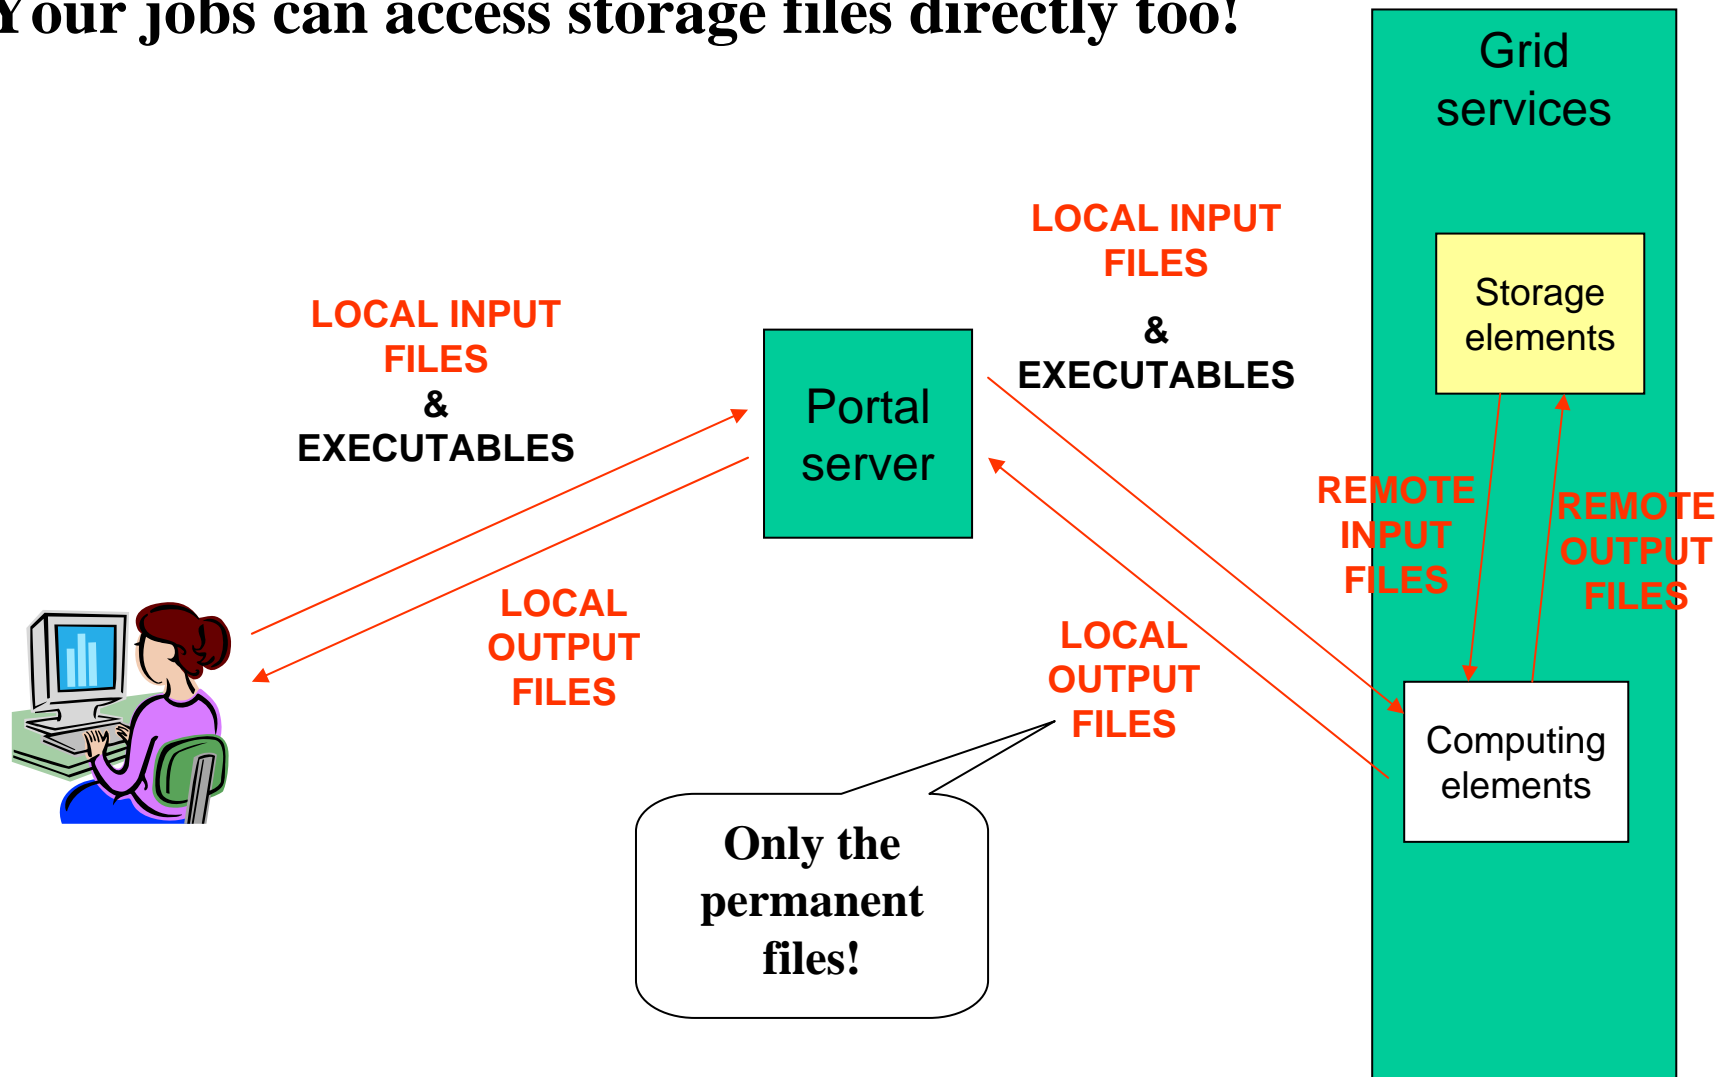 Your jobs can access storage files directly too!
Grid
services
LOCAL INPUT
FILES
&
EXECUTABLES
Storage
elements
LOCAL INPUT
FILES
&
EXECUTABLES
Portal
server
REMOTE
INPUT
FILES
REMOTE
OUTPUT
FILES
LOCAL
OUTPUT
FILES
LOCAL
OUTPUT
FILES
Computing
elements
Only the
permanent
files!